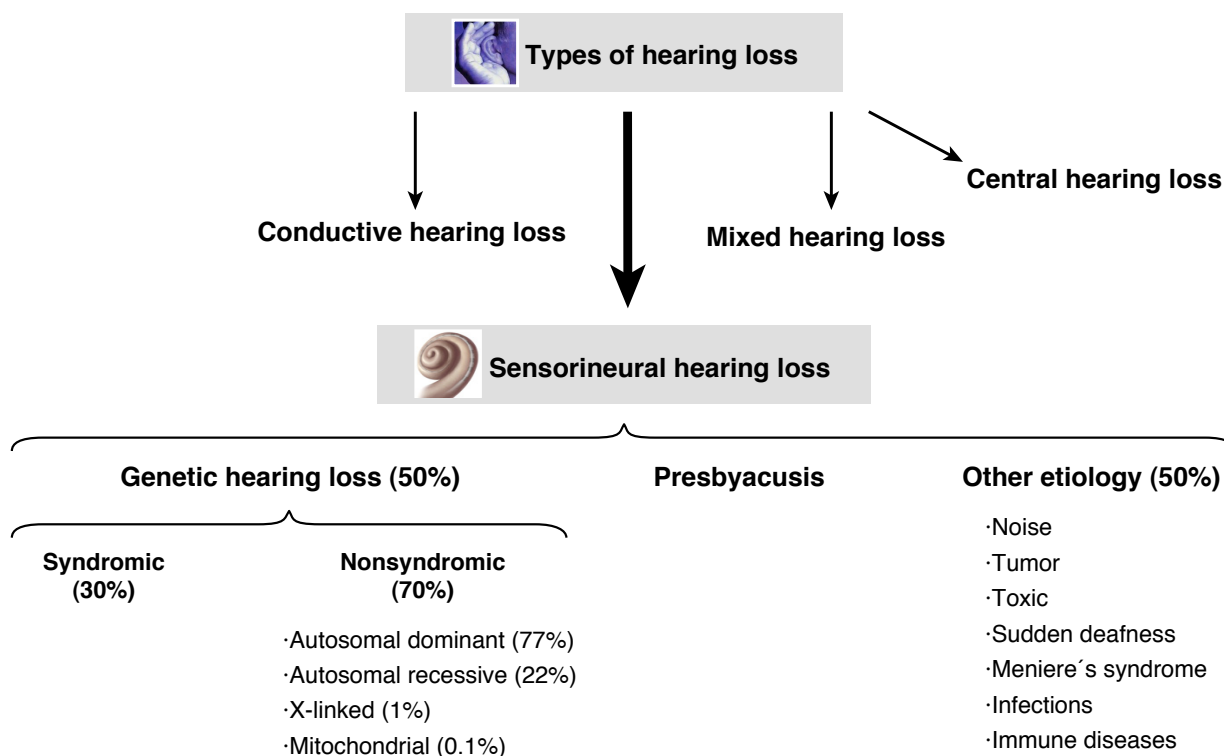 Types of hearing loss
Central hearing loss
Conductive hearing loss
Mixed hearing loss
Sensorineural hearing loss
Genetic hearing loss (50%)
Presbyacusis
Other etiology (50%)
Syndromic
(30%)
Nonsyndromic
(70%)
·Autosomal dominant (77%)
·Autosomal recessive (22%)
·X-linked (1%)
·Mitochondrial (0.1%)
·Noise
·Tumor
·Toxic
·Sudden deafness
·Meniere´s syndrome
·Infections
·Immune diseases